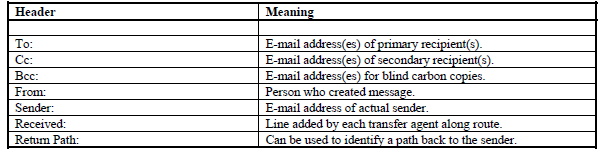 Header Meaning
To: E-mail address(es) of primary recipient(s).
Cc: E-mail address(es) of secondary recipient(s).
Bcc: E-mail address(es) for blind carbon copies.
From: Person who created message.
Sender: E-mail address of actual sender.
Received: Line added by each transfer agent along route.
Return Path: Can be used to identify a path back to the sender.